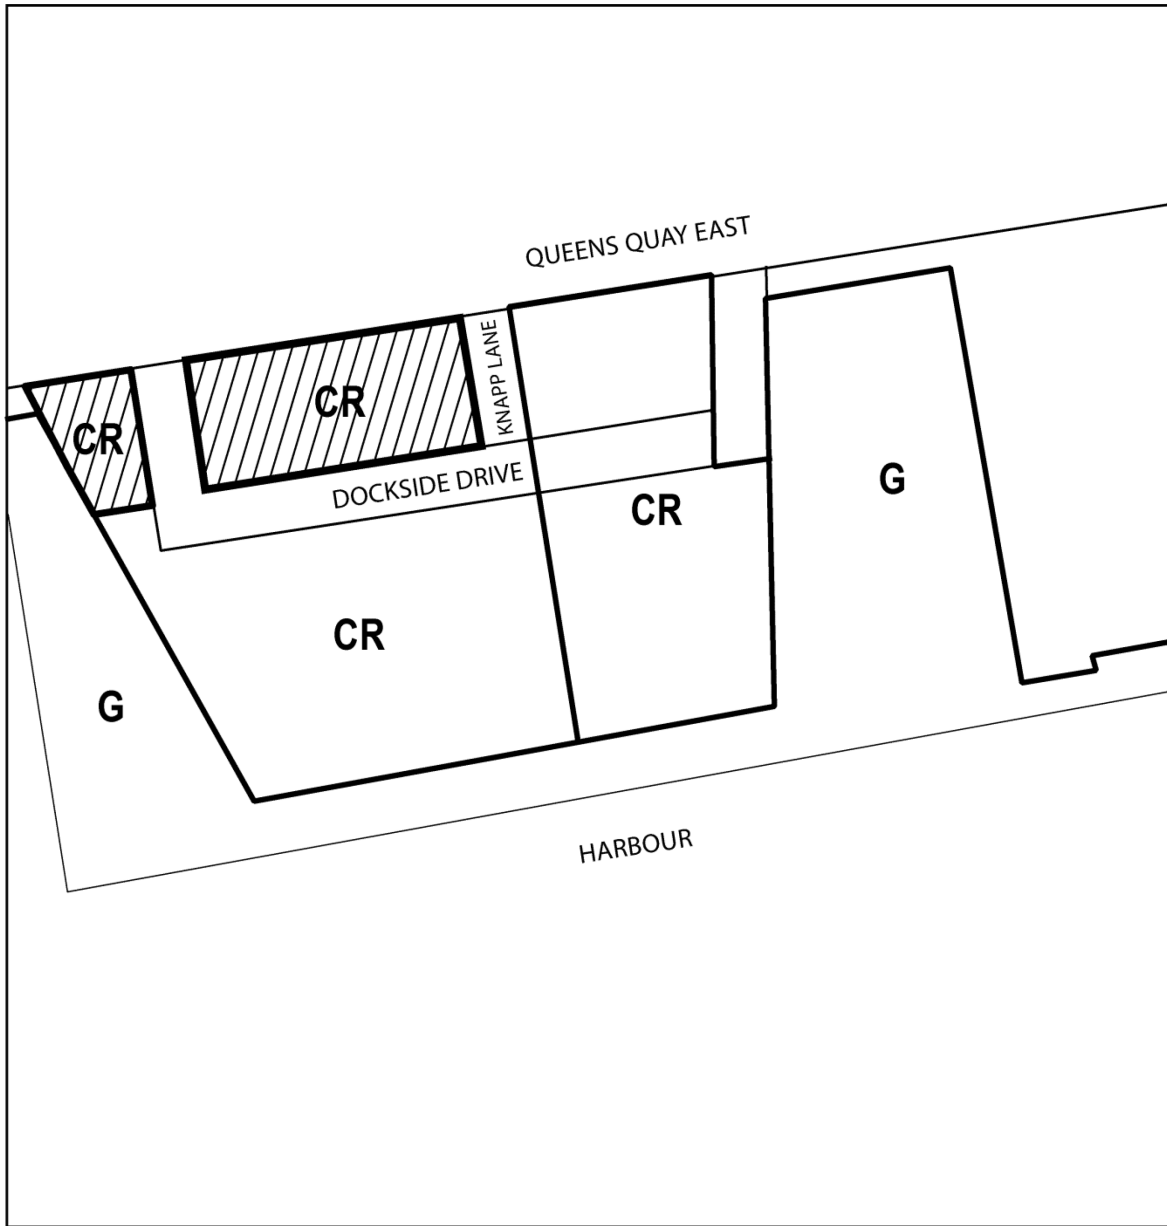 QUEENS QUAY EAST
KNAPP LANE
CR
CR
DOCKSIDE DRIVE
G
CR
CR
G
HARBOUR